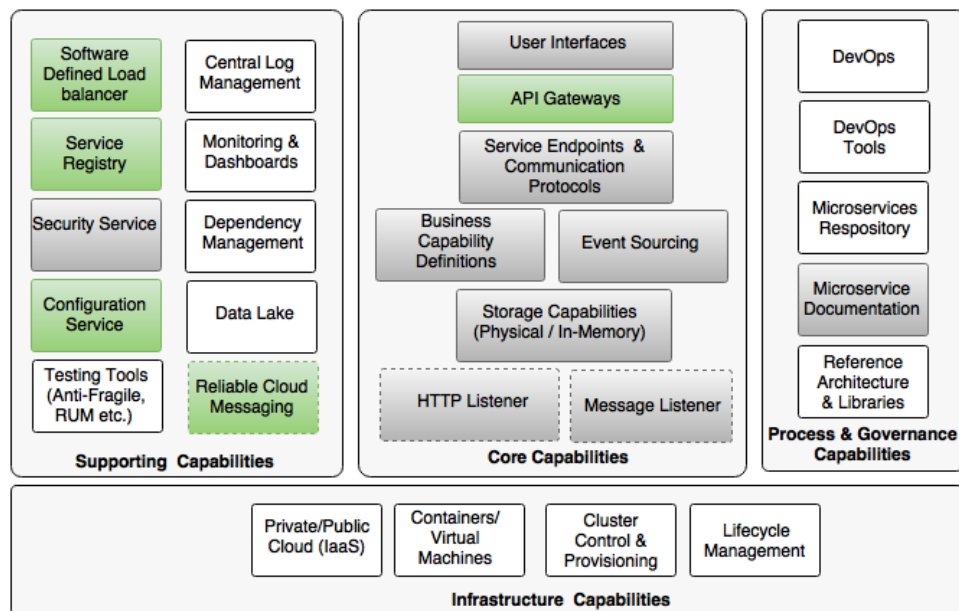 Software
Defined Load
balancer
Central Log
Management
Service
Registry
Monitoring &
Dashboards
Security Service
Dependency
Management
Configuration
Service
Data Lake
Testing Tools
(Anti-Fragile,
RUM etc.)
Reliable Cloud
Messaging
Supporting Capabilities
User Interfaces
API Gateways
Service Endpoints &
Communication
Protocols
Business
Capability
Definitions
Event Sourcing
Storage Capabilities
(Physical / In-Memory)
HTTP Listener
Message Listener
Core Capabilities
DevOps
DevOps
Tools
Microservices
Respository
Microservice
Documentation
Reference
Architecture
& Libraries
Process & Governance
Capabilities
Private/Public
Cloud (IaaS)
Containers/
Virtual
Machines
Cluster
Control &
Provisioning
Lifecycle
Management
Infrastructure Capabilities